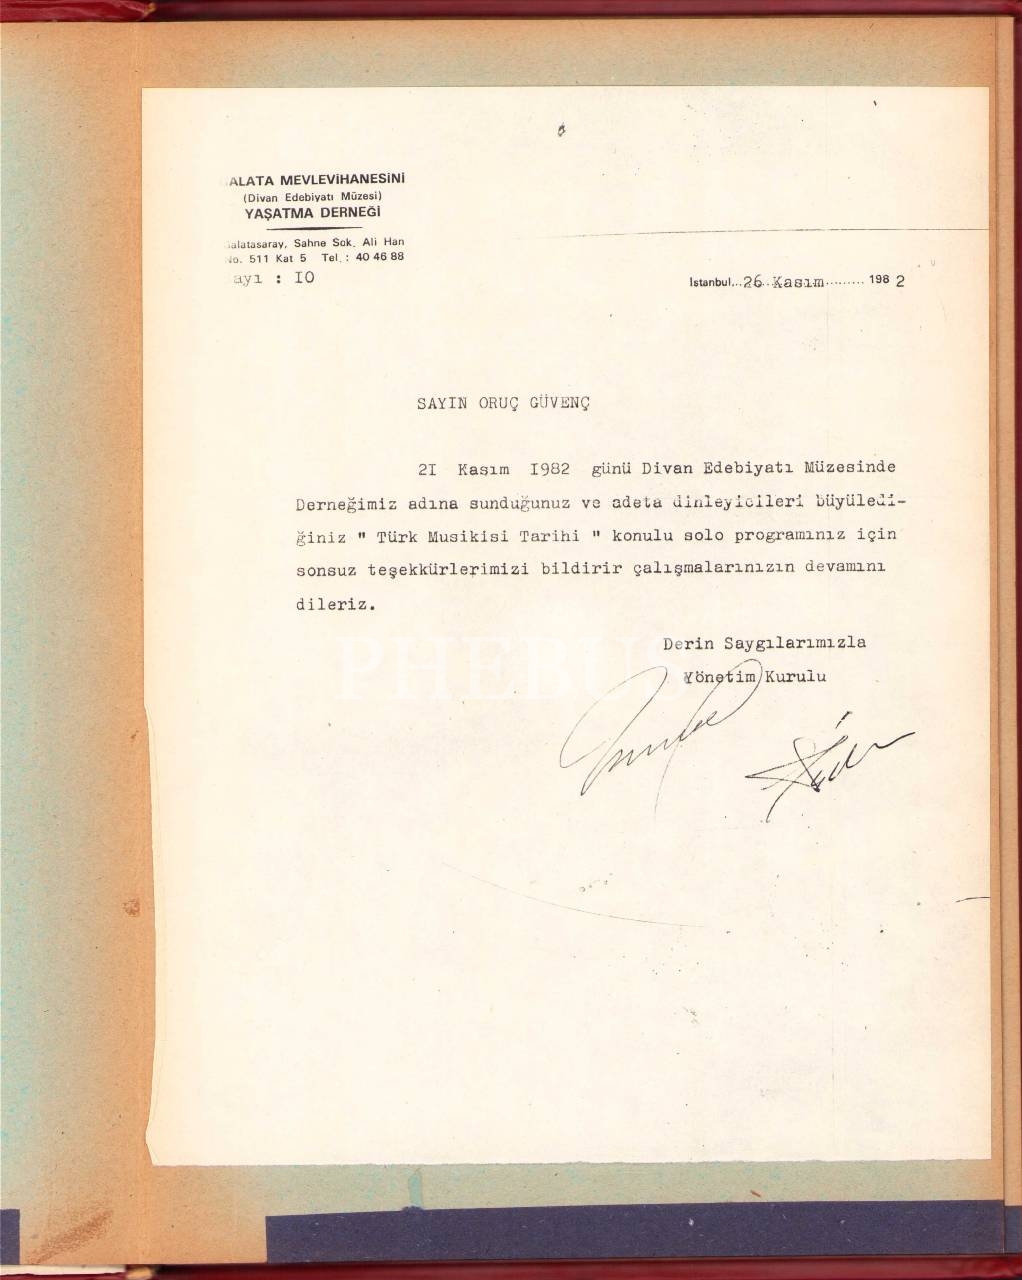 ALATA MEVLEVİHANESİNİ
(Divan Edebiyatı Müzesi)
YAŞATMA DERNEĞİ
alatasaray, Sahne Sok. Ali Han
No. 511 Kat 5 Tel. : 40 46 88
ayı : IO
İstanbul,..26..Kasım.........198 2
SAYIN ORUÇ GÜVENÇ
2I Kasım I982 günü Divan Edebiyatı Müzesinde
Derneğimiz adına sunduğunuz ve adeta dinleyicileri büyüledi-
ğiniz " Türk Musikisi Tarihi " konulu solo programınız için
sonsuz teşekkürlerimizi bildirir çalışmalarınızın devamını
dileriz.
Derin Saygılarımızla
Yönetim Kurulu
PHEBUS